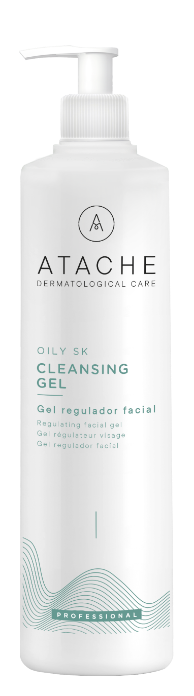 A
ATACHE
DERMATOLOGICAL CARE
OILY SK
CLEANSING
GEL
Gel regulador facial
Regulating facial gel
Gel régulateur visage
Gel regulador facial
PROFESSIONAL